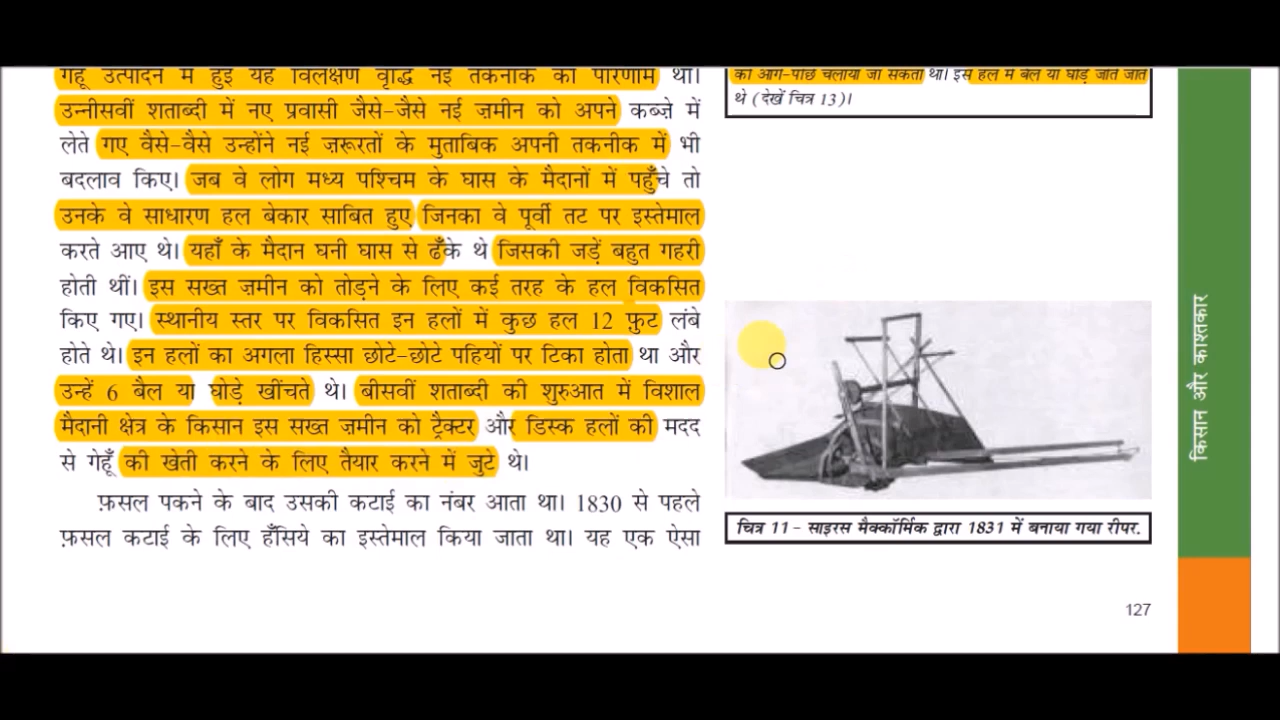 गेहूँ उत्पादन में हुई यह विलक्षण वृद्धि नई तकनीक का परिणाम था।
उन्नीसवीं शताब्दी में नए प्रवासी जैसे-जैसे नई ज़मीन को अपने कब्ज़े में
लेते गए वैसे-वैसे उन्होंने नई ज़रूरतों के मुताबिक अपनी तकनीक में भी
बदलाव किए। जब वे लोग मध्य पश्चिम के घास के मैदानों में पहुँचे तो
उनके वे साधारण हल बेकार साबित हुए जिनका वे पूर्वी तट पर इस्तेमाल
करते आए थे। यहाँ के मैदान घनी घास से ढँके थे जिसकी जड़ें बहुत गहरी
होती थीं। इस सख्त ज़मीन को तोड़ने के लिए कई तरह के हल विकसित
किए गए। स्थानीय स्तर पर विकसित इन हलों में कुछ हल 12 फ़ुट लंबे
होते थे। इन हलों का अगला हिस्सा छोटे-छोटे पहियों पर टिका होता था और
उन्हें 6 बैल या घोड़े खींचते थे। बीसवीं शताब्दी की शुरुआत में विशाल
मैदानी क्षेत्र के किसान इस सख्त ज़मीन को ट्रैक्टर और डिस्क हलों की मदद
से गेहूँ की खेती करने के लिए तैयार करने में जुटे थे।
फ़सल पकने के बाद उसकी कटाई का नंबर आता था। 1830 से पहले
फ़सल कटाई के लिए हँसिये का इस्तेमाल किया जाता था। यह एक ऐसा
को आगे-पीछे चलाया जा सकता था। इस हल में बैल या घोड़े जोते जाते
थे (देखें चित्र 13)।
चित्र 11 - साइरस मैक्कॉर्मिक द्वारा 1831 में बनाया गया रीपर.
किसान और काश्तकार
127